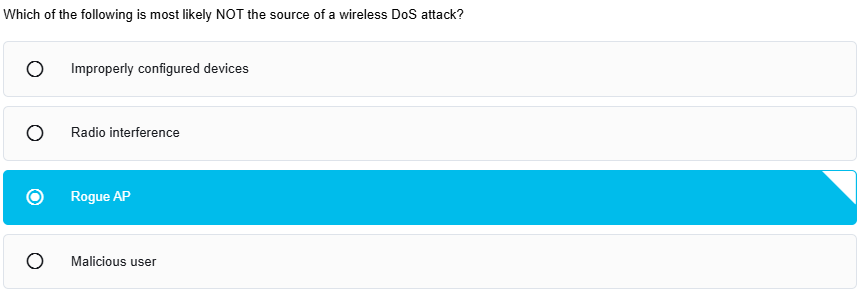 Which of the following is most likely NOT the source of a wireless DoS attack?
Improperly configured devices
Radio interference
Rogue AP
Malicious user